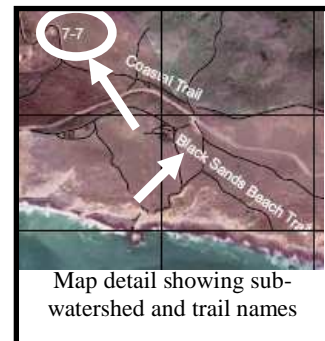 7-7
Coastal Trail
Black Sands Beach Trail
Map detail showing sub-
watershed and trail names